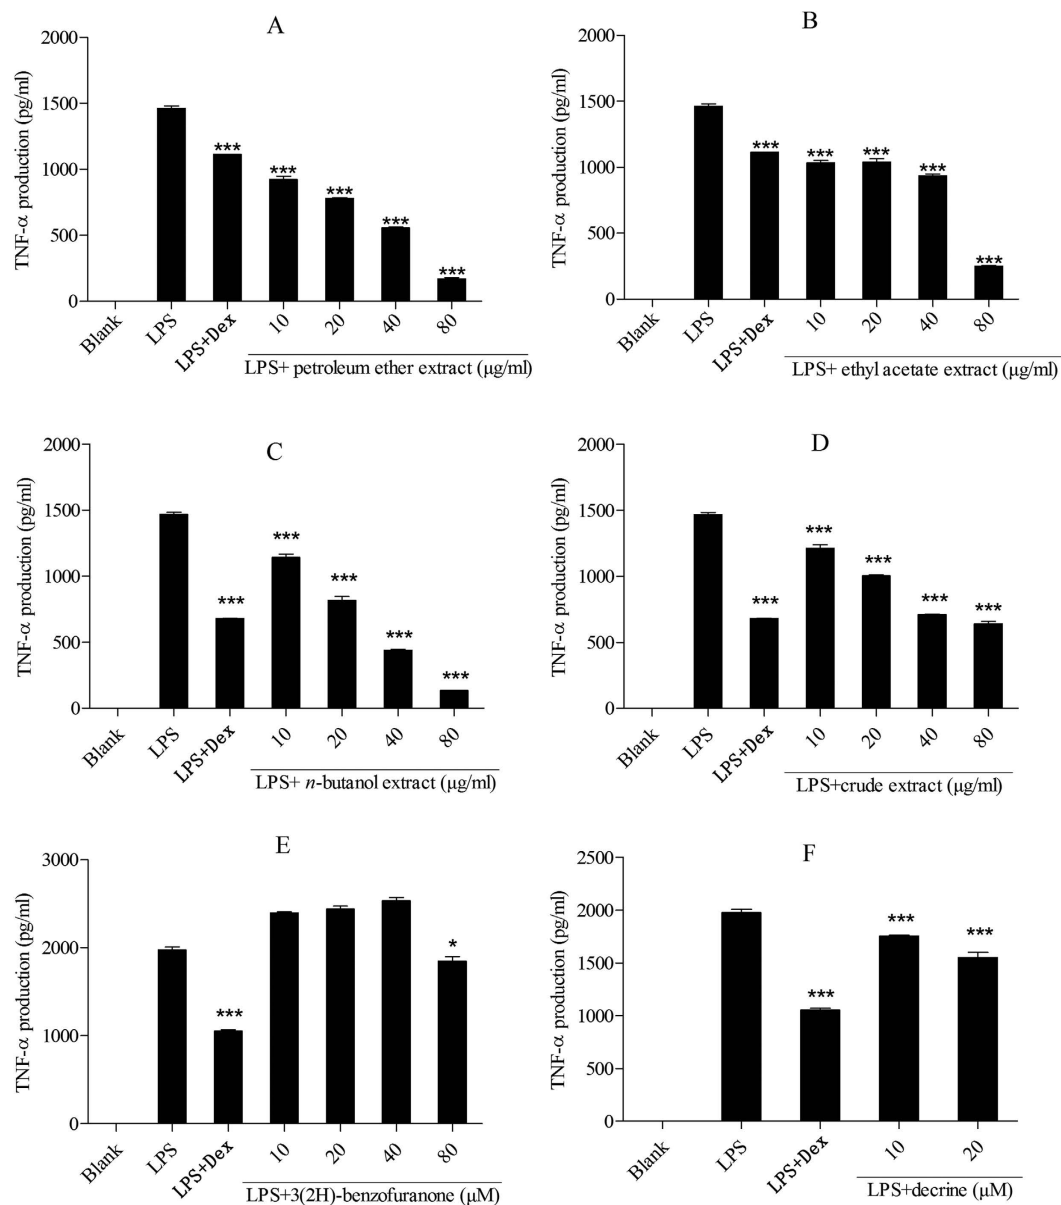 A
TNF-α production (pg/ml)
2000
1500
1000
500
0
***
***
***
***
***
Blank
LPS
LPS+Dex
10
20
40
80
LPS+ petroleum ether extract (μg/ml)
B
TNF-α production (pg/ml)
2000
1500
1000
500
0
***
***
***
***
***
Blank
LPS
LPS+Dex
10
20
40
80
LPS+ ethyl acetate extract (μg/ml)
C
TNF-α production (pg/ml)
2000
1500
1000
500
0
***
***
***
***
***
Blank
LPS
LPS+Dex
10
20
40
80
LPS+ n-butanol extract (μg/ml)
D
TNF-α production (pg/ml)
2000
1500
1000
500
0
***
***
***
***
***
Blank
LPS
LPS+Dex
10
20
40
80
LPS+crude extract (μg/ml)
E
TNF-α production (pg/ml)
3000
2000
1000
0
***
*
Blank
LPS
LPS+Dex
10
20
40
80
LPS+3(2H)-benzofuranone (μM)
F
TNF-α production (pg/ml)
2500
2000
1500
1000
500
0
***
***
***
Blank
LPS
LPS+Dex
10
20
LPS+decrine (μM)